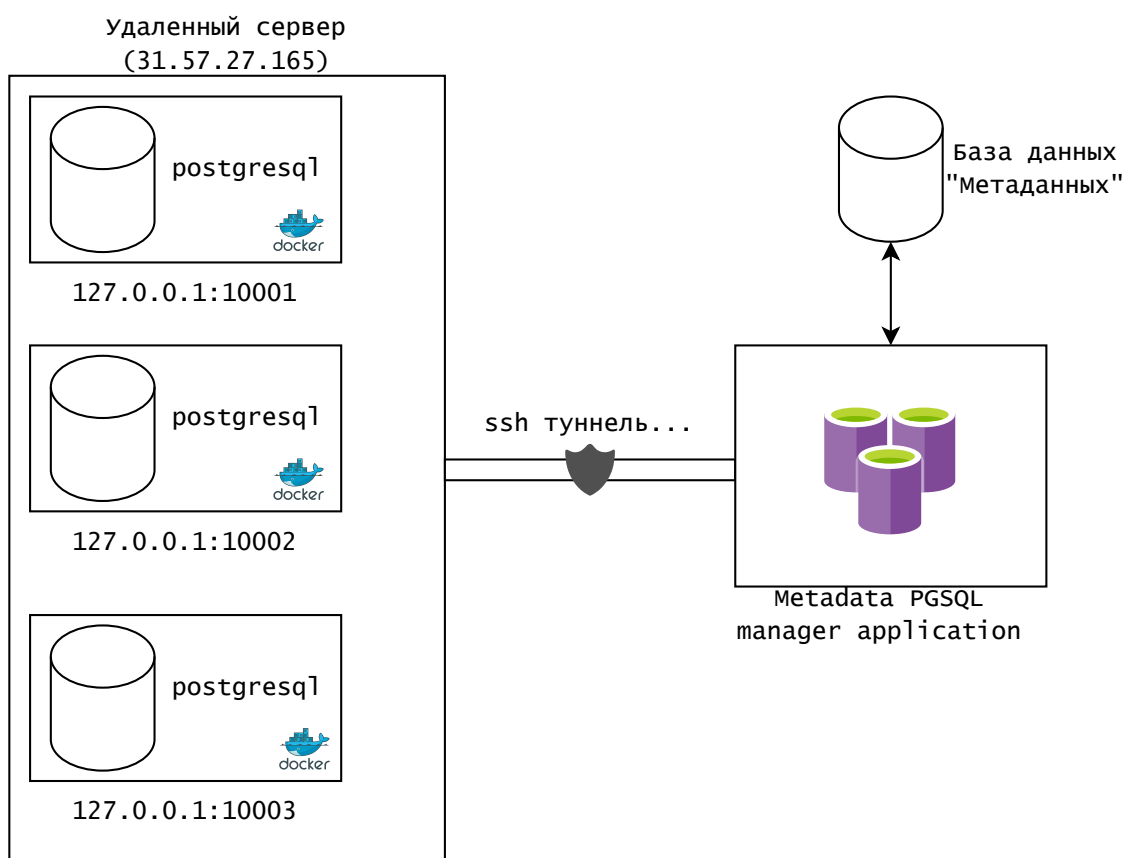 Удаленный сервер
(31.57.27.165)
postgresql
docker
127.0.0.1:10001
postgresql
docker
127.0.0.1:10002
postgresql
docker
127.0.0.1:10003
ssh туннель...
База данных
"Метаданных"
Metadata PGSQL
manager application